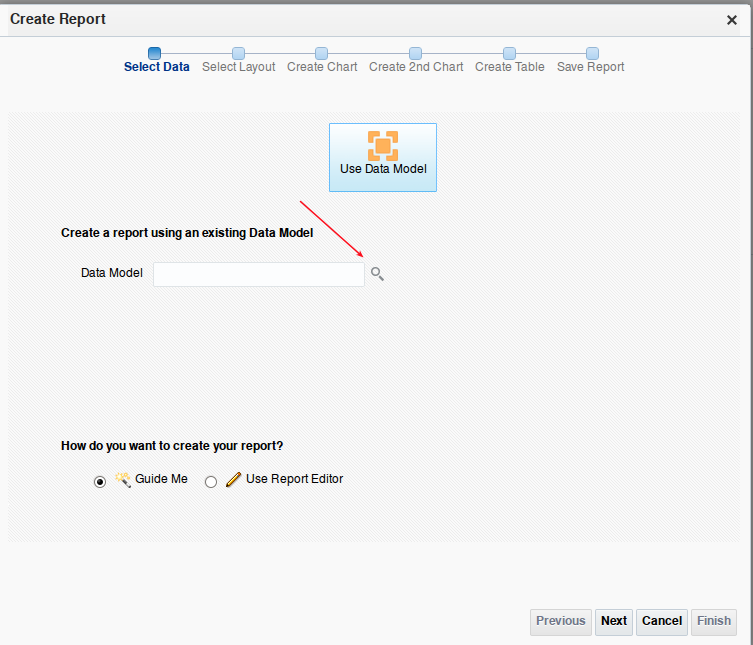 Create Report
Select Data Select Layout Create Chart Create 2nd Chart Create Table Save Report
Use Data Model
Create a report using an existing Data Model
Data Model
How do you want to create your report?
Guide Me Use Report Editor
Previous Next Cancel Finish